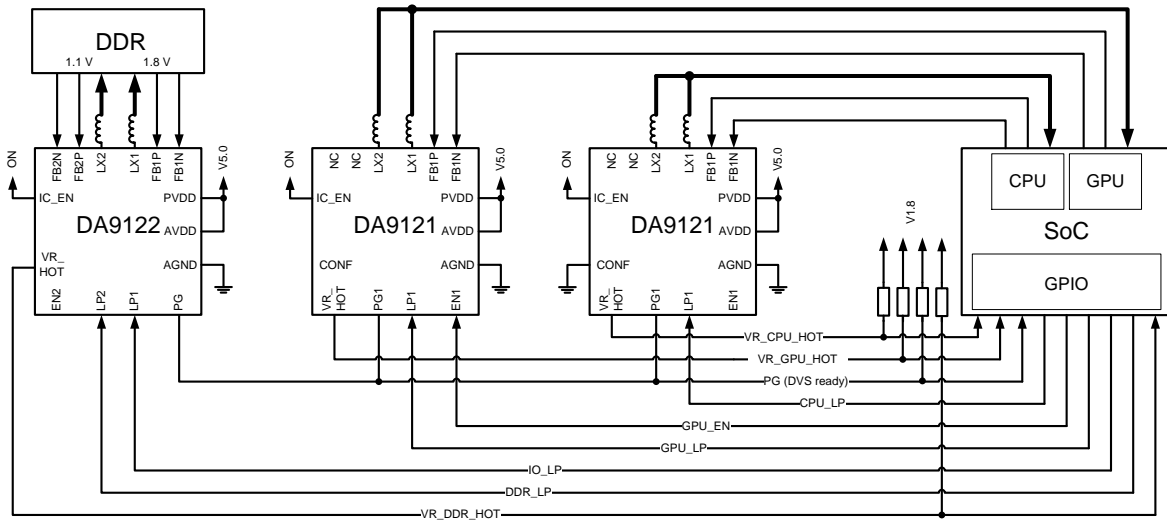 DDR
1.1 V 1.8 V
FB2N FB2P LX2 LX1 FB1P FB1N
ON
V5.0
IC_EN
PVDD
DA9122
AVDD
VR_
HOT
AGND
EN2 LP2 LP1 PG
NC NC LX2 LX1 FB1P FB1N
ON
V5.0
IC_EN
PVDD
DA9121
AVDD
CONF
AGND
VR_
HOT
PG1 LP1 EN1
NC NC LX2 LX1 FB1P FB1N
ON
V5.0
IC_EN
PVDD
DA9121
AVDD
CONF
AGND
VR_
HOT
PG1 LP1 EN1
V1.8
CPU GPU
SoC
GPIO
VR_CPU_HOT
VR_GPU_HOT
PG (DVS ready)
CPU_LP
GPU_EN
GPU_LP
IO_LP
DDR_LP
VR_DDR_HOT